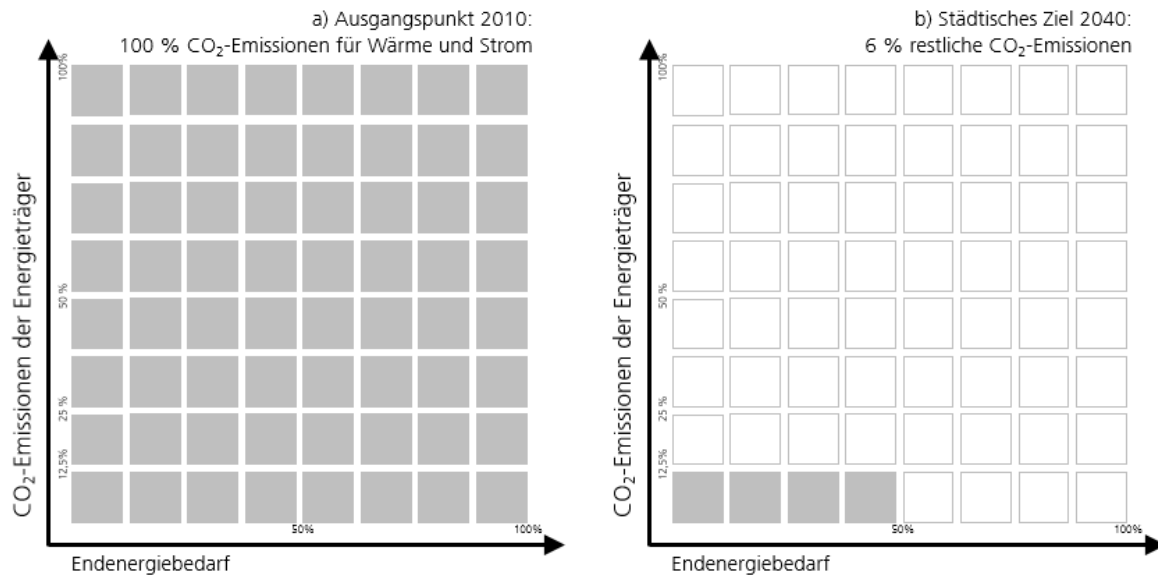 a) Ausgangspunkt 2010:
100 % CO₂-Emissionen für Wärme und Strom
CO₂-Emissionen der Energieträger
100%
50 %
25 %
12,5%
50%
100%
Endenergiebedarf
b) Städtisches Ziel 2040:
6 % restliche CO₂-Emissionen
CO₂-Emissionen der Energieträger
100%
50 %
25 %
12,5%
50%
100%
Endenergiebedarf